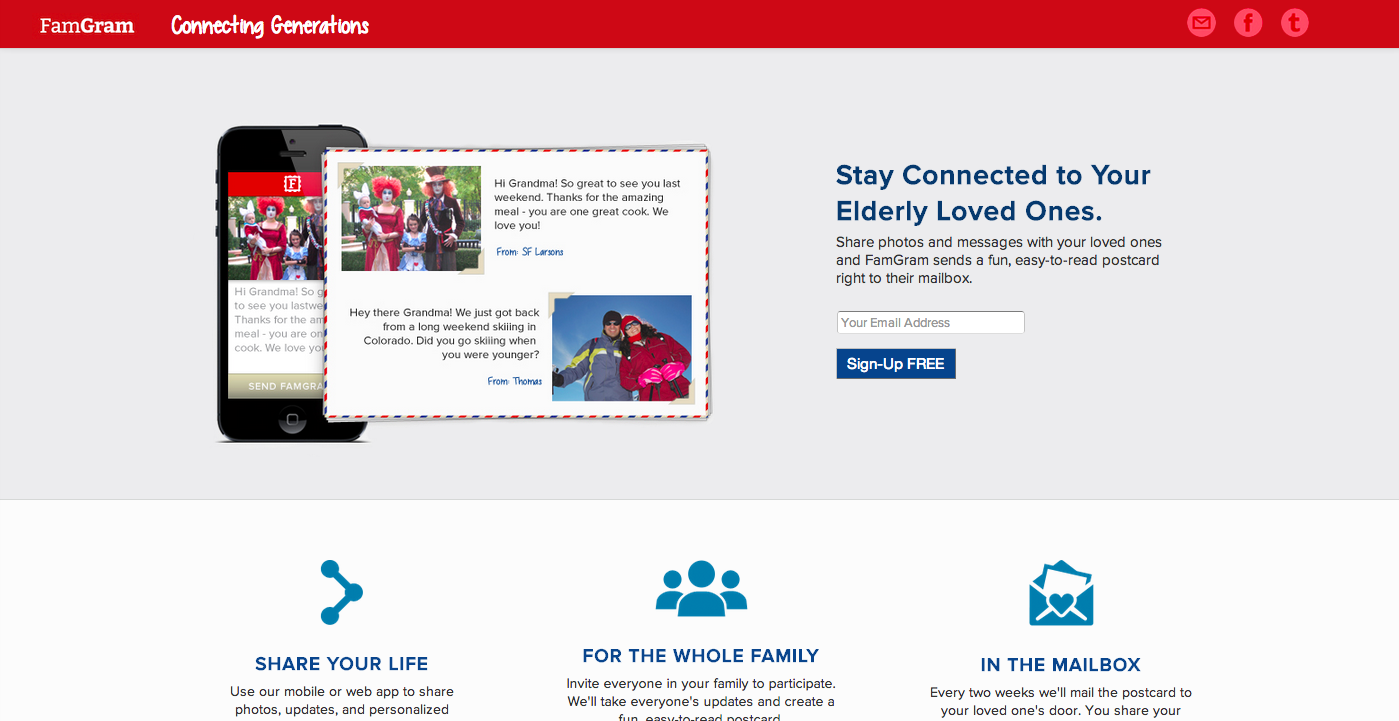 FamGram Connecting Generations
F
Hi Grandma! So g
to see you lastwe
Thanks for the am
meal - you are on
cook. We love yo
SEND FAMGRA
Hi Grandma! So great to see you last
weekend. Thanks for the amazing
meal - you are one great cook. We
love you!
From: SF Larsons
Hey there Grandma! We just got back
from a long weekend skiiing in
Colorado. Did you go skiiing when
you were younger?
From: Thomas
Stay Connected to Your
Elderly Loved Ones.
Share photos and messages with your loved ones
and FamGram sends a fun, easy-to-read postcard
right to their mailbox.
Your Email Address
Sign-Up FREE
SHARE YOUR LIFE
Use our mobile or web app to share
photos, updates, and personalized
FOR THE WHOLE FAMILY
Invite everyone in your family to participate.
We'll take everyone's updates and create a
fun, easy-to-read postcard
IN THE MAILBOX
Every two weeks we'll mail the postcard to
your loved one's door. You share your